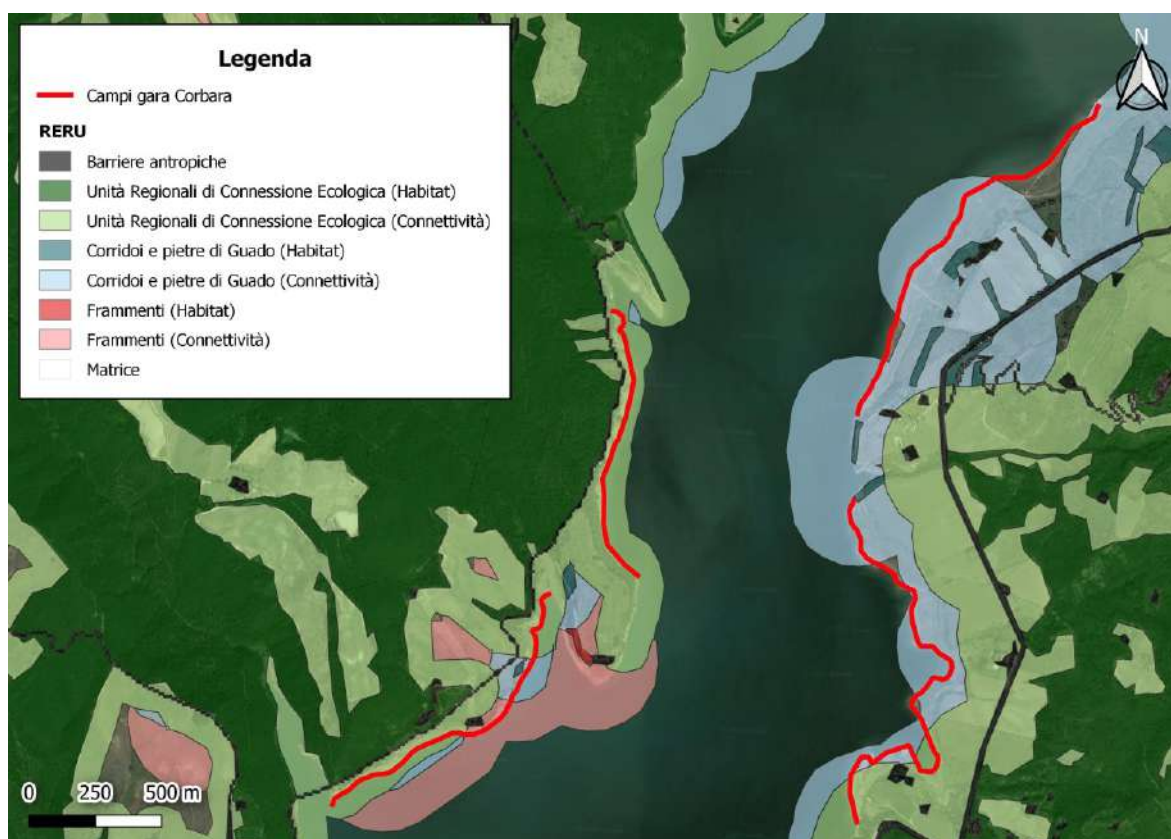 Legenda
Campi gara Corbara
RERU
Barriere antropiche
Unità Regionali di Connessione Ecologica (Habitat)
Unità Regionali di Connessione Ecologica (Connettività)
Corridoi e pietre di Guado (Habitat)
Corridoi e pietre di Guado (Connettività)
Frammenti (Habitat)
Frammenti (Connettività)
Matrice
N
0 250 500 m